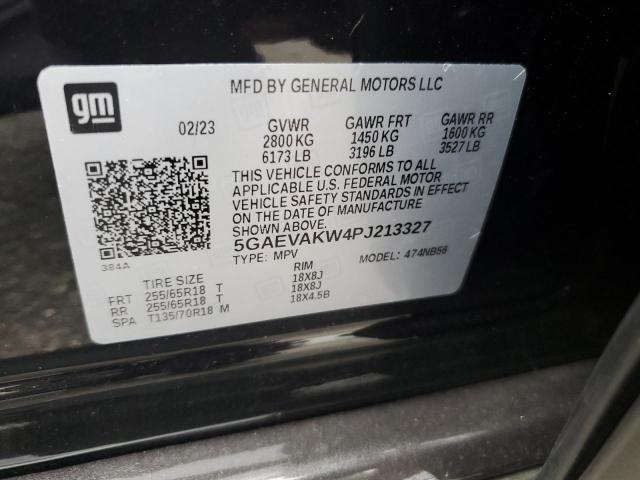 gm
MFD BY GENERAL MOTORS LLC
02/23 GVWR GAWR FRT GAWR RR
2800 KG 1450 KG 1600 KG
6173 LB 3196 LB 3527 LB
THIS VEHICLE CONFORMS TO ALL
APPLICABLE U.S. FEDERAL MOTOR
VEHICLE SAFETY STANDARDS IN EFFECT
ON THE DATE OF MANUFACTURE
SHOWN ABOVE.
5GAEVAKW4PJ213327
TYPE: MPV MODEL: 474NB56
384A
TIRE SIZE RIM
FRT 255/65R18 T 18X8J
RR 255/65R18 T 18X8J
SPA T135/70R18 M 18X4.5B